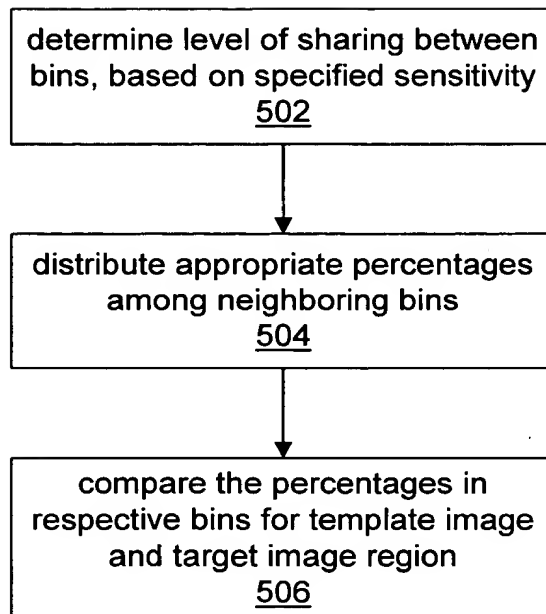 determine level of sharing between
bins, based on specified sensitivity
502
distribute appropriate percentages
among neighboring bins
504
compare the percentages in
respective bins for template image
and target image region
506